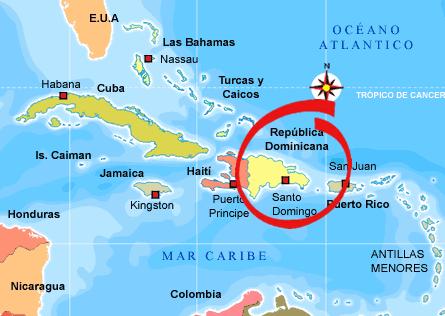 E.U.A
OCÉANO
ATLANTICO
Las Bahamas
Nassau
N
Habana
Cuba
Turcas y
Caicos
TRÓPICO DE CANCER
República
Dominicana
Is. Caiman
Jamaica
Haití
San Juan
Kingston
Puerto
Principe
Santo
Domingo
Puerto Rico
Honduras
MAR CARIBE
ANTILLAS
MENORES
Nicaragua
Colombia